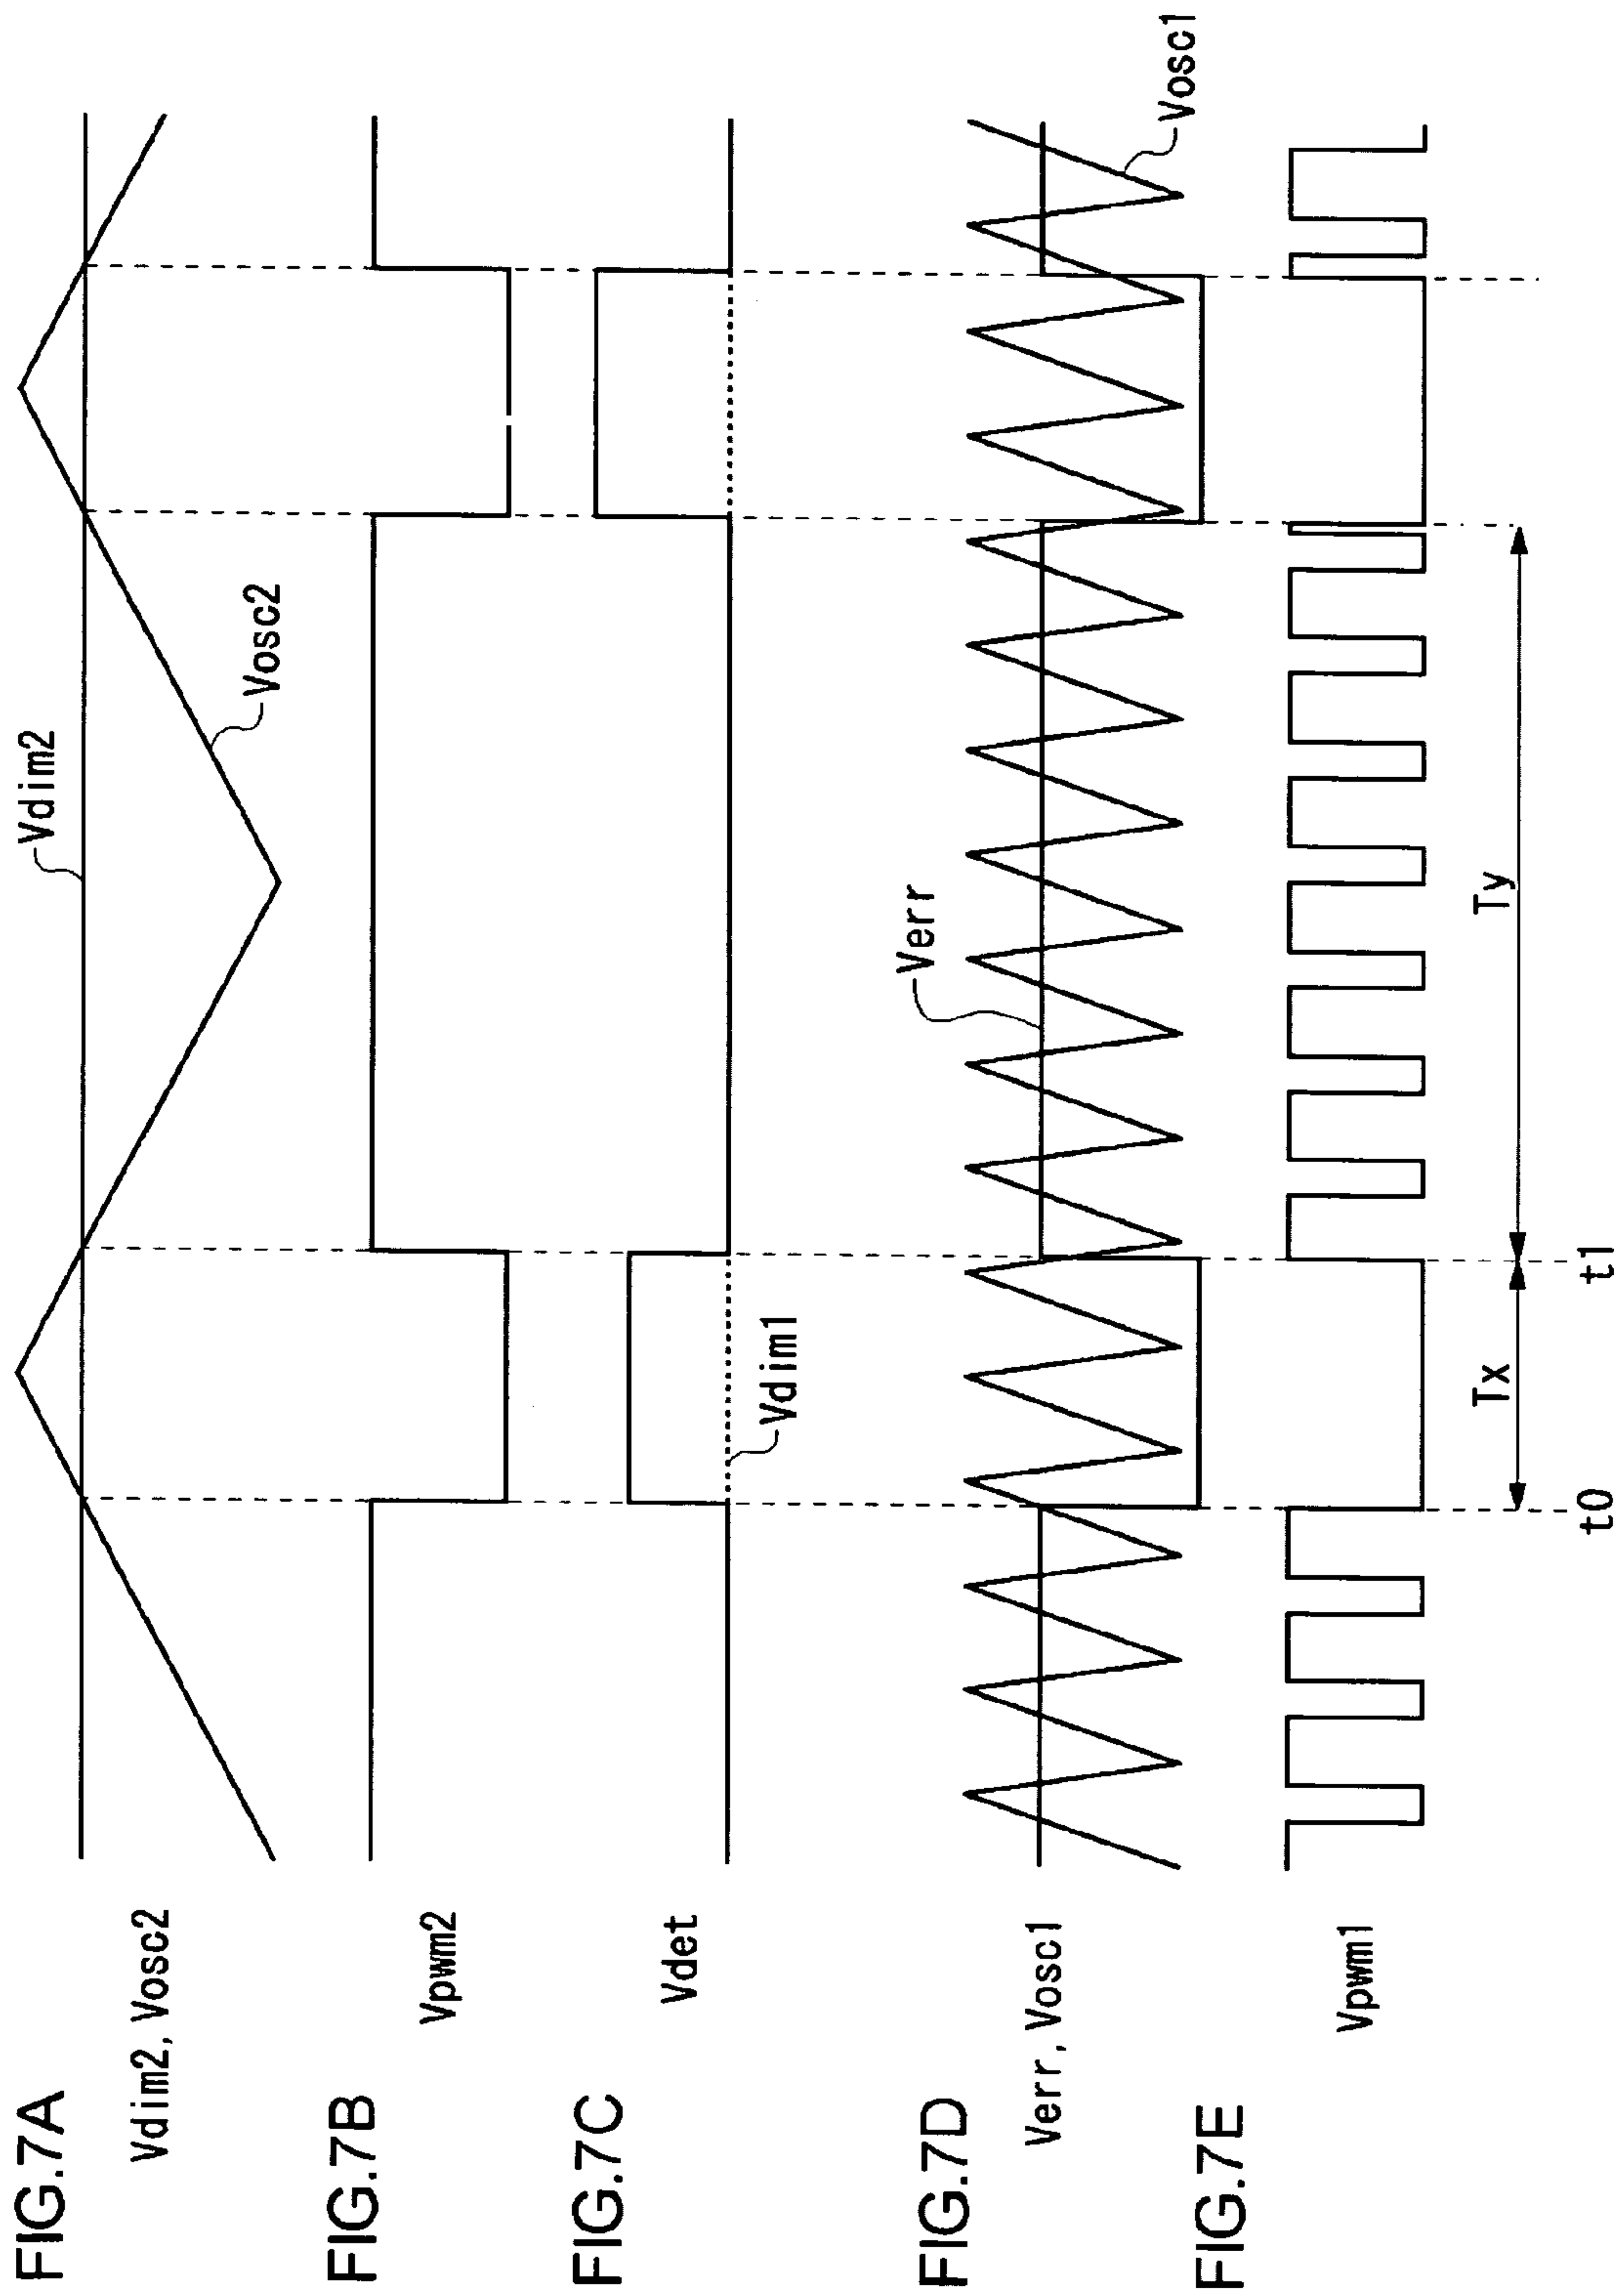 FIG.7A
Vdim2, Vosc2
Vdim2
Vosc2
FIG.7B
Vpwm2
FIG.7C
Vdet
Vdim1
FIG.7D
Verr, Vosc1
Verr
Vosc1
FIG.7E
Vpwm1
Tx
Ty
t0
t1